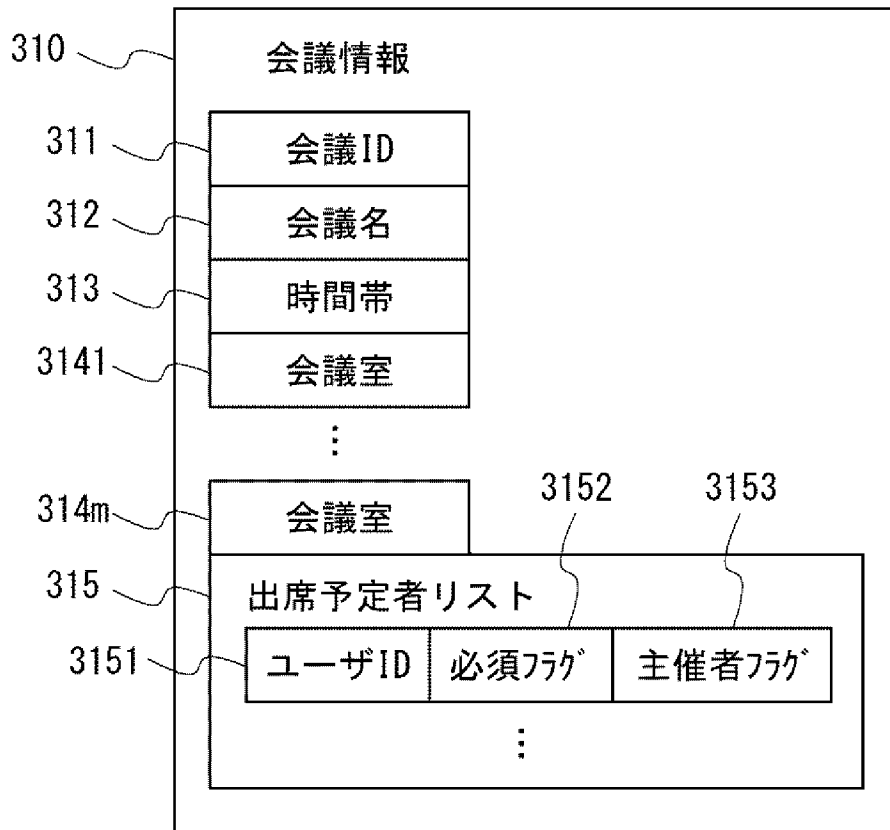 310
会議情報
311
会議ID
312
会議名
313
時間帯
3141
会議室
⋮
314m
会議室
3152
3153
315
出席予定者リスト
3151
ユーザID
必須ﾌﾗｸﾞ
主催者ﾌﾗｸﾞ
⋮